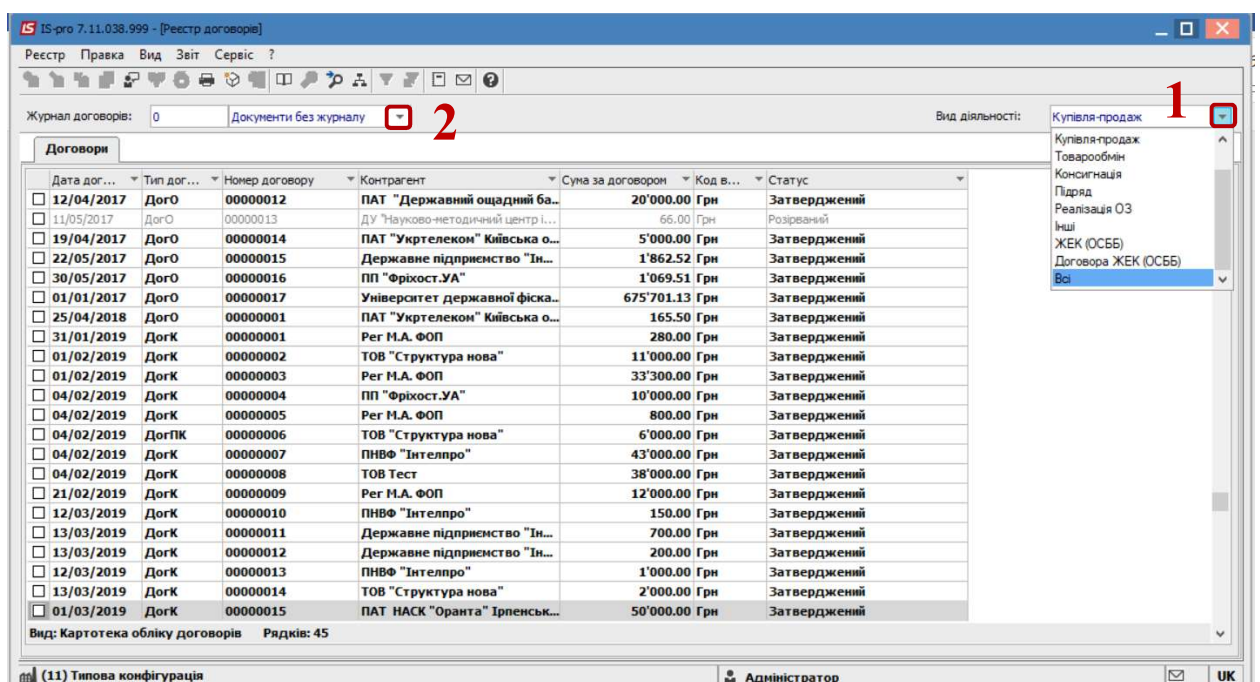 IS-pro 7.11.038.999 - [Реєстр договорів]
Реєстр Правка Вид Звіт Сервіс ?
Журнал договорів: 0 Документи без журналу 2 Вид діяльності: Купівля-продаж 1
Купівля-продаж
Товарообмін
Консигнація
Підряд
Реалізація ОЗ
Інші
ЖЕК (ОСББ)
Договора ЖЕК (ОСББ)
Всі
Договори
Дата дог... Тип дог... Номер договору Контрагент Сума за договором Код в... Статус
12/04/2017 ДогО 00000012 ПАТ "Державний ощадний ба... 20'000.00 Грн Затверджений
11/05/2017 ДогО 00000013 ДУ "Науково-методичний центр і... 66.00 Грн Розірваний
19/04/2017 ДогО 00000014 ПАТ "Укртелеком" Київська о... 5'000.00 Грн Затверджений
22/05/2017 ДогО 00000015 Державне підприємство "Ін... 1'862.52 Грн Затверджений
30/05/2017 ДогО 00000016 ПП "Фріхост.УА" 1'069.51 Грн Затверджений
01/01/2017 ДогО 00000017 Університет державної фіска... 675'701.13 Грн Затверджений
25/04/2018 ДогО 00000001 ПАТ "Укртелеком" Київська о... 165.50 Грн Затверджений
31/01/2019 ДогК 00000001 Рег М.А. ФОП 280.00 Грн Затверджений
01/02/2019 ДогК 00000002 ТОВ "Структура нова" 11'000.00 Грн Затверджений
01/02/2019 ДогК 00000003 Рег М.А. ФОП 33'300.00 Грн Затверджений
04/02/2019 ДогК 00000004 ПП "Фріхост.УА" 10'000.00 Грн Затверджений
04/02/2019 ДогК 00000005 Рег М.А. ФОП 800.00 Грн Затверджений
04/02/2019 ДогПК 00000006 ТОВ "Структура нова" 6'000.00 Грн Затверджений
04/02/2019 ДогК 00000007 ПНВФ "Інтелпро" 43'000.00 Грн Затверджений
04/02/2019 ДогК 00000008 ТОВ Тест 38'000.00 Грн Затверджений
21/02/2019 ДогК 00000009 Рег М.А. ФОП 12'000.00 Грн Затверджений
12/03/2019 ДогК 00000010 ПНВФ "Інтелпро" 150.00 Грн Затверджений
13/03/2019 ДогК 00000011 Державне підприємство "Ін... 700.00 Грн Затверджений
13/03/2019 ДогК 00000012 Державне підприємство "Ін... 200.00 Грн Затверджений
12/03/2019 ДогК 00000013 ПНВФ "Інтелпро" 1'000.00 Грн Затверджений
13/03/2019 ДогК 00000014 ТОВ "Структура нова" 2'000.00 Грн Затверджений
01/03/2019 ДогК 00000015 ПАТ НАСК "Оранта" Ірпенськ... 50'000.00 Грн Затверджений
Вид: Картотека обліку договорів Рядків: 45
(11) Типова конфігурація Адміністратор UK